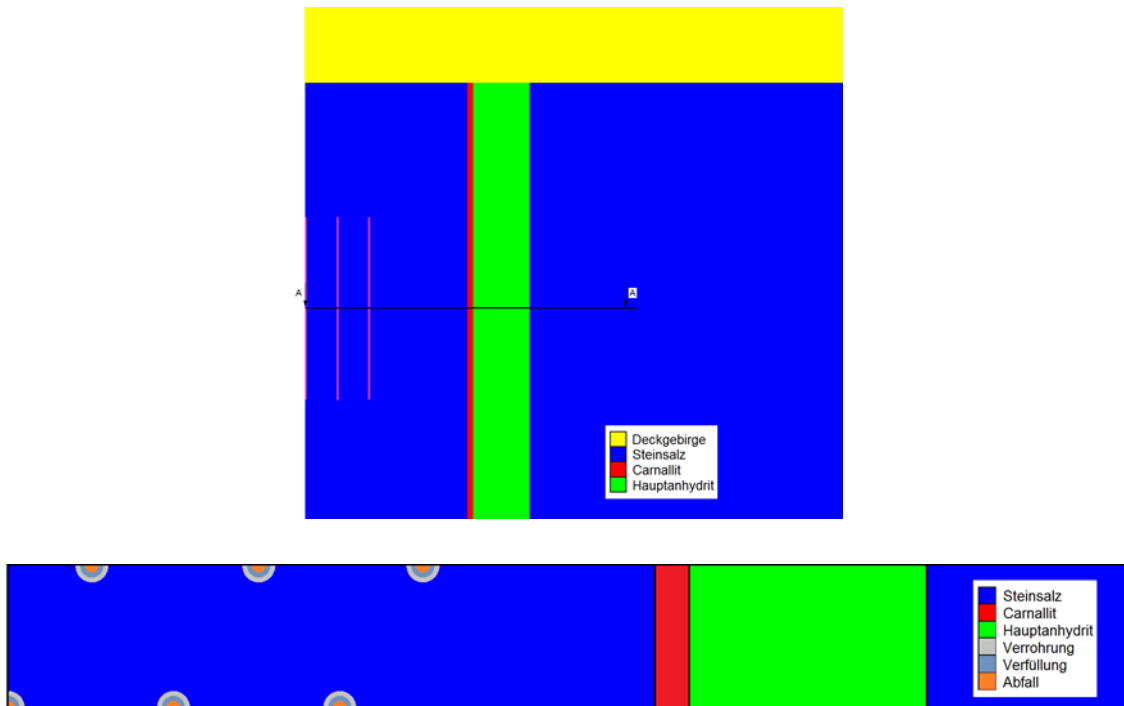 A
A
Deckgebirge
Steinsalz
Carnallit
Hauptanhydrit
Steinsalz
Carnallit
Hauptanhydrit
Verrohrung
Verfüllung
Abfall